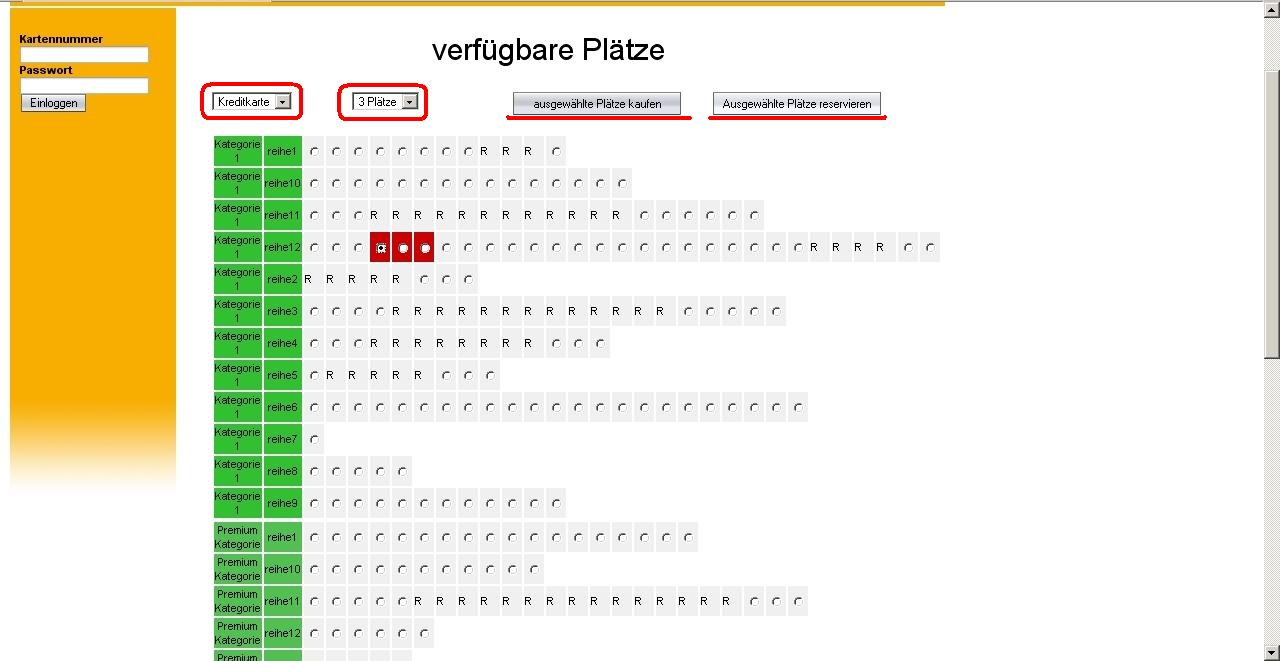 Kartennummer
Passwort
Einloggen
verfügbare Plätze
Kreditkarte
3 Plätze
ausgewählte Plätze kaufen
Ausgewählte Plätze reservieren
Kategorie
1
reihe1 R R R
Kategorie
1
reihe10
Kategorie
1
reihe11 R R R R R R R R R R R R
Kategorie
1
reihe12 R R R R
Kategorie
1
reihe2 R R R R R
Kategorie
1
reihe3 R R R R R R R R R R R R R
Kategorie
1
reihe4 R R R R R R R R
Kategorie
1
reihe5 R R R R R
Kategorie
1
reihe6
Kategorie
1
reihe7
Kategorie
1
reihe8
Kategorie
1
reihe9
Premium
Kategorie
reihe1
Premium
Kategorie
reihe10
Premium
Kategorie
reihe11 R R R R R R R R R R R R R R R
Premium
Kategorie
reihe12
Premium